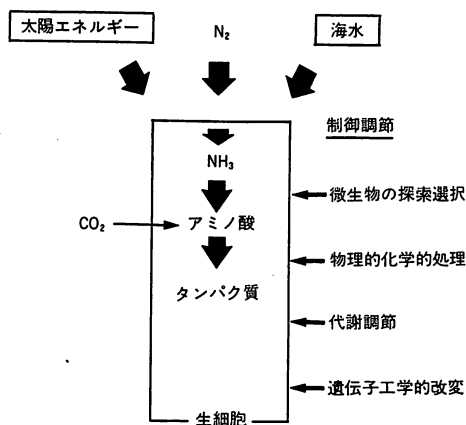 太陽エネルギー
N₂
海水
制御調節
NH₃
微生物の探索選択
CO₂
アミノ酸
物理的化学的処理
タンパク質
代謝調節
遺伝子工学的改変
生細胞